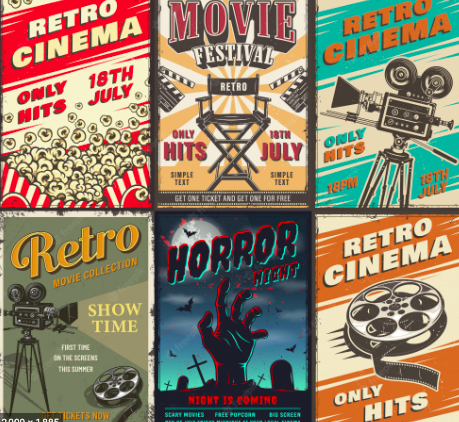 RETRO
CINEMA
ONLY
HITS
18TH
JULY
MOVIE
FESTIVAL
RETRO
ONLY
HITS
18TH
JULY
SIMPLE
TEXT
SIMPLE
TEXT
GET ONE TICKET AND GET ONE FOR FREE
RETRO
CINEMA
ONLY
HITS
18PM
18TH
JULY
Retro
MOVIE COLLECTION
SHOW
TIME
FIRST TIME
ON THE SCREENS
THIS SUMMER
TICKETS NOW
HORROR
NIGHT
NIGHT IS COMING
SCARY MOVIES FREE POPCORN BIG SCREEN
RETRO
CINEMA
ONLY
HITS